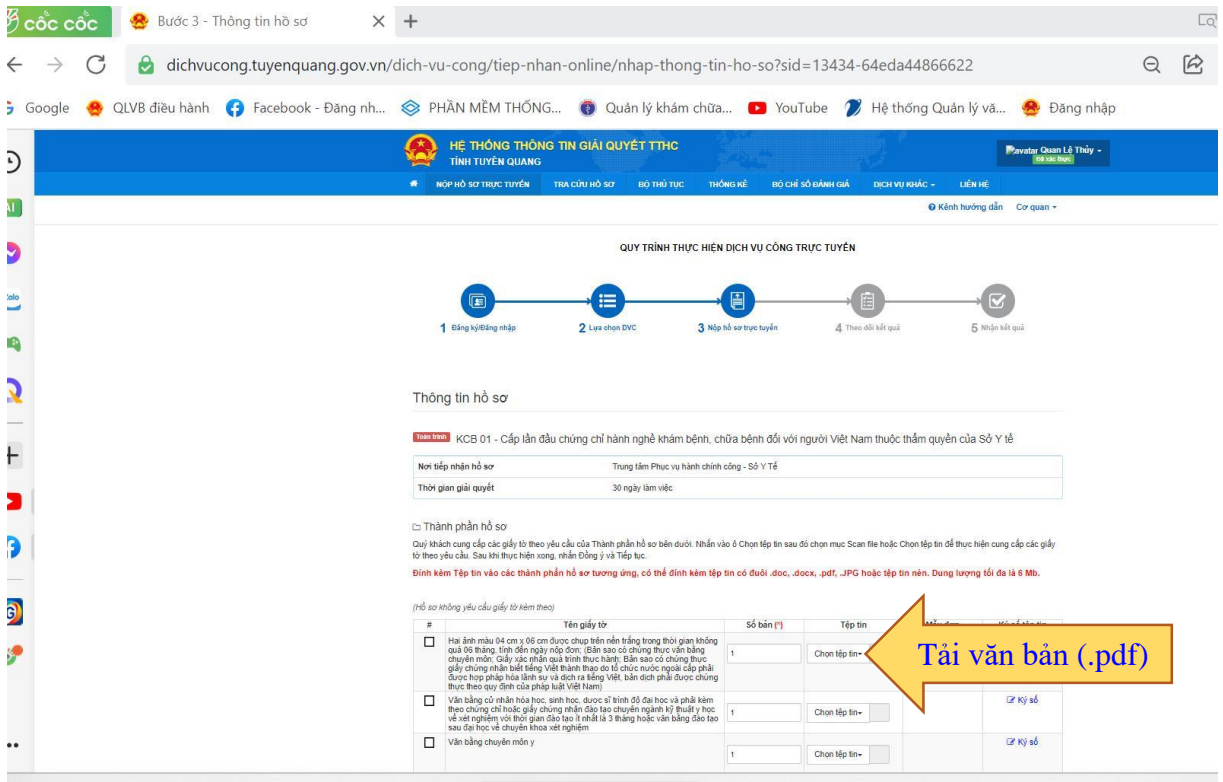 cốc cốc
Bước 3 - Thông tin hồ sơ
dichvucong.tuyenquang.gov.vn/dich-vu-cong/tiep-nhan-online/nhap-thong-tin-ho-so?sid=13434-64eda44866622
Google QLVB điều hành Facebook - Đăng nh... PHẦN MỀM THỐNG... Quản lý khám chữa... YouTube Hệ thống Quản lý vă... Đăng nhập
HỆ THỐNG THÔNG TIN GIẢI QUYẾT TTHC
TỈNH TUYÊN QUANG
avatar Quan Lê Thủy
Đã xác thực
NỘP HỒ SƠ TRỰC TUYẾN TRA CỨU HỒ SƠ BỘ THỦ TỤC THỐNG KÊ BỘ CHỈ SỐ ĐÁNH GIÁ DỊCH VỤ KHÁC LIÊN HỆ
Kênh hướng dẫn Cơ quan
QUY TRÌNH THỰC HIỆN DỊCH VỤ CÔNG TRỰC TUYẾN
1 Đăng ký/Đăng nhập 2 Lựa chọn DVC 3 Nộp hồ sơ trực tuyến 4 Theo dõi kết quả 5 Nhận kết quả
Thông tin hồ sơ
Toàn trình KCB 01 - Cấp lần đầu chứng chỉ hành nghề khám bệnh, chữa bệnh đối với người Việt Nam thuộc thẩm quyền của Sở Y tế
Nơi tiếp nhận hồ sơ Trung tâm Phục vụ hành chính công - Sở Y Tế
Thời gian giải quyết 30 ngày làm việc
Thành phần hồ sơ
Quý khách cung cấp các giấy tờ theo yêu cầu của Thành phần hồ sơ bên dưới. Nhấn vào ô Chọn tệp tin sau đó chọn mục Scan file hoặc Chọn tệp tin để thực hiện cung cấp các giấy
tờ theo yêu cầu. Sau khi thực hiện xong, nhấn Đồng ý và Tiếp tục.
Đính kèm Tệp tin vào các thành phần hồ sơ tương ứng, có thể đính kèm tệp tin có đuôi .doc, .docx, .pdf, .JPG hoặc tệp tin nén. Dung lượng tối đa là 6 Mb.
(Hồ sơ không yêu cầu giấy tờ kèm theo)
# Tên giấy tờ Số bản (*) Tệp tin
Hai ảnh màu 04 cm x 06 cm được chụp trên nền trắng trong thời gian không
quá 06 tháng, tính đến ngày nộp đơn; (Bản sao có chứng thực văn bằng
chuyên môn; Giấy xác nhận quá trình thực hành; Bản sao có chứng thực
giấy chứng nhận biết tiếng Việt thành thạo do tổ chức nước ngoài cấp phải
được hợp pháp hóa lãnh sự và dịch ra tiếng Việt, bản dịch phải được chứng
thực theo quy định của pháp luật Việt Nam)
1 Chọn tệp tin
Tải văn bản (.pdf)
Văn bằng cử nhân hóa học, sinh học, dược sĩ trình độ đại học và phải kèm
theo chứng chỉ hoặc giấy chứng nhận đào tạo chuyên ngành kỹ thuật y học
về xét nghiệm với thời gian đào tạo ít nhất là 3 tháng hoặc văn bằng đào tạo
sau đại học về chuyên khoa xét nghiệm
1 Chọn tệp tin Ký số
Văn bằng chuyên môn y
1 Chọn tệp tin Ký số